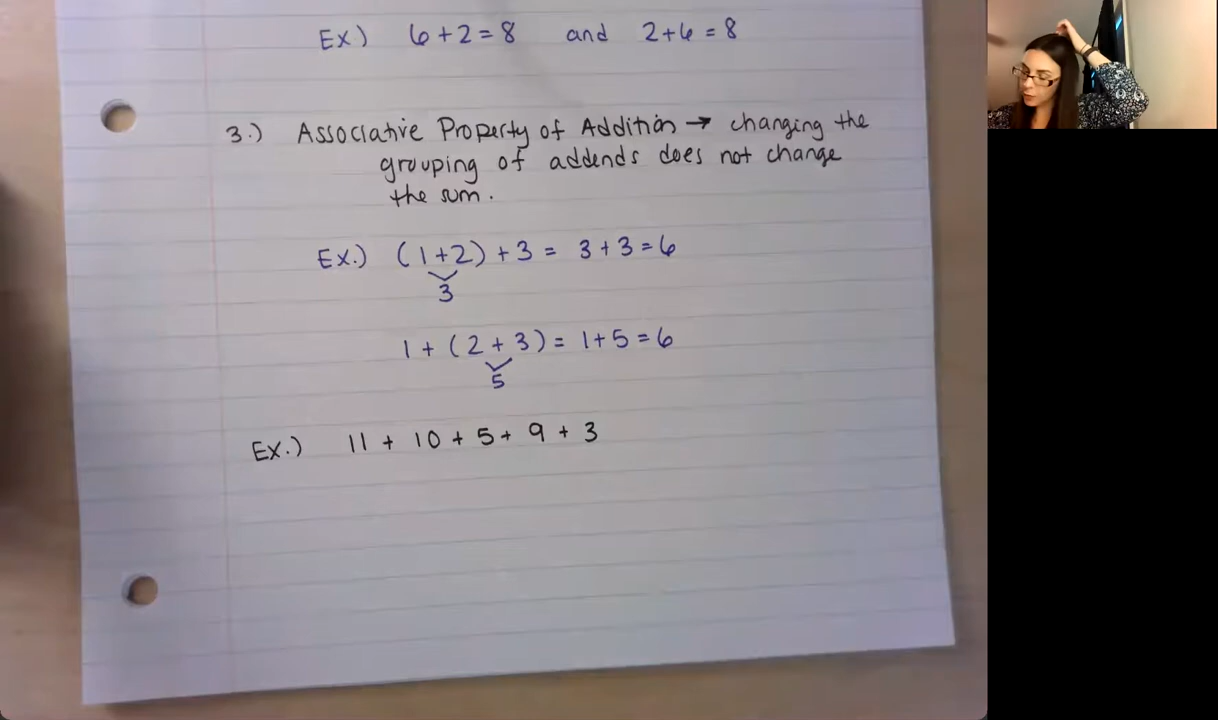 Ex) 6+2=8 and 2+6=8
3.) Associative Property of Addition → changing the
grouping of addends does not change
the sum.
Ex.) (1+2)+3 = 3+3=6
3
1 + (2 + 3) = 1+5=6
5
Ex.) 11 + 10 + 5 + 9 + 3